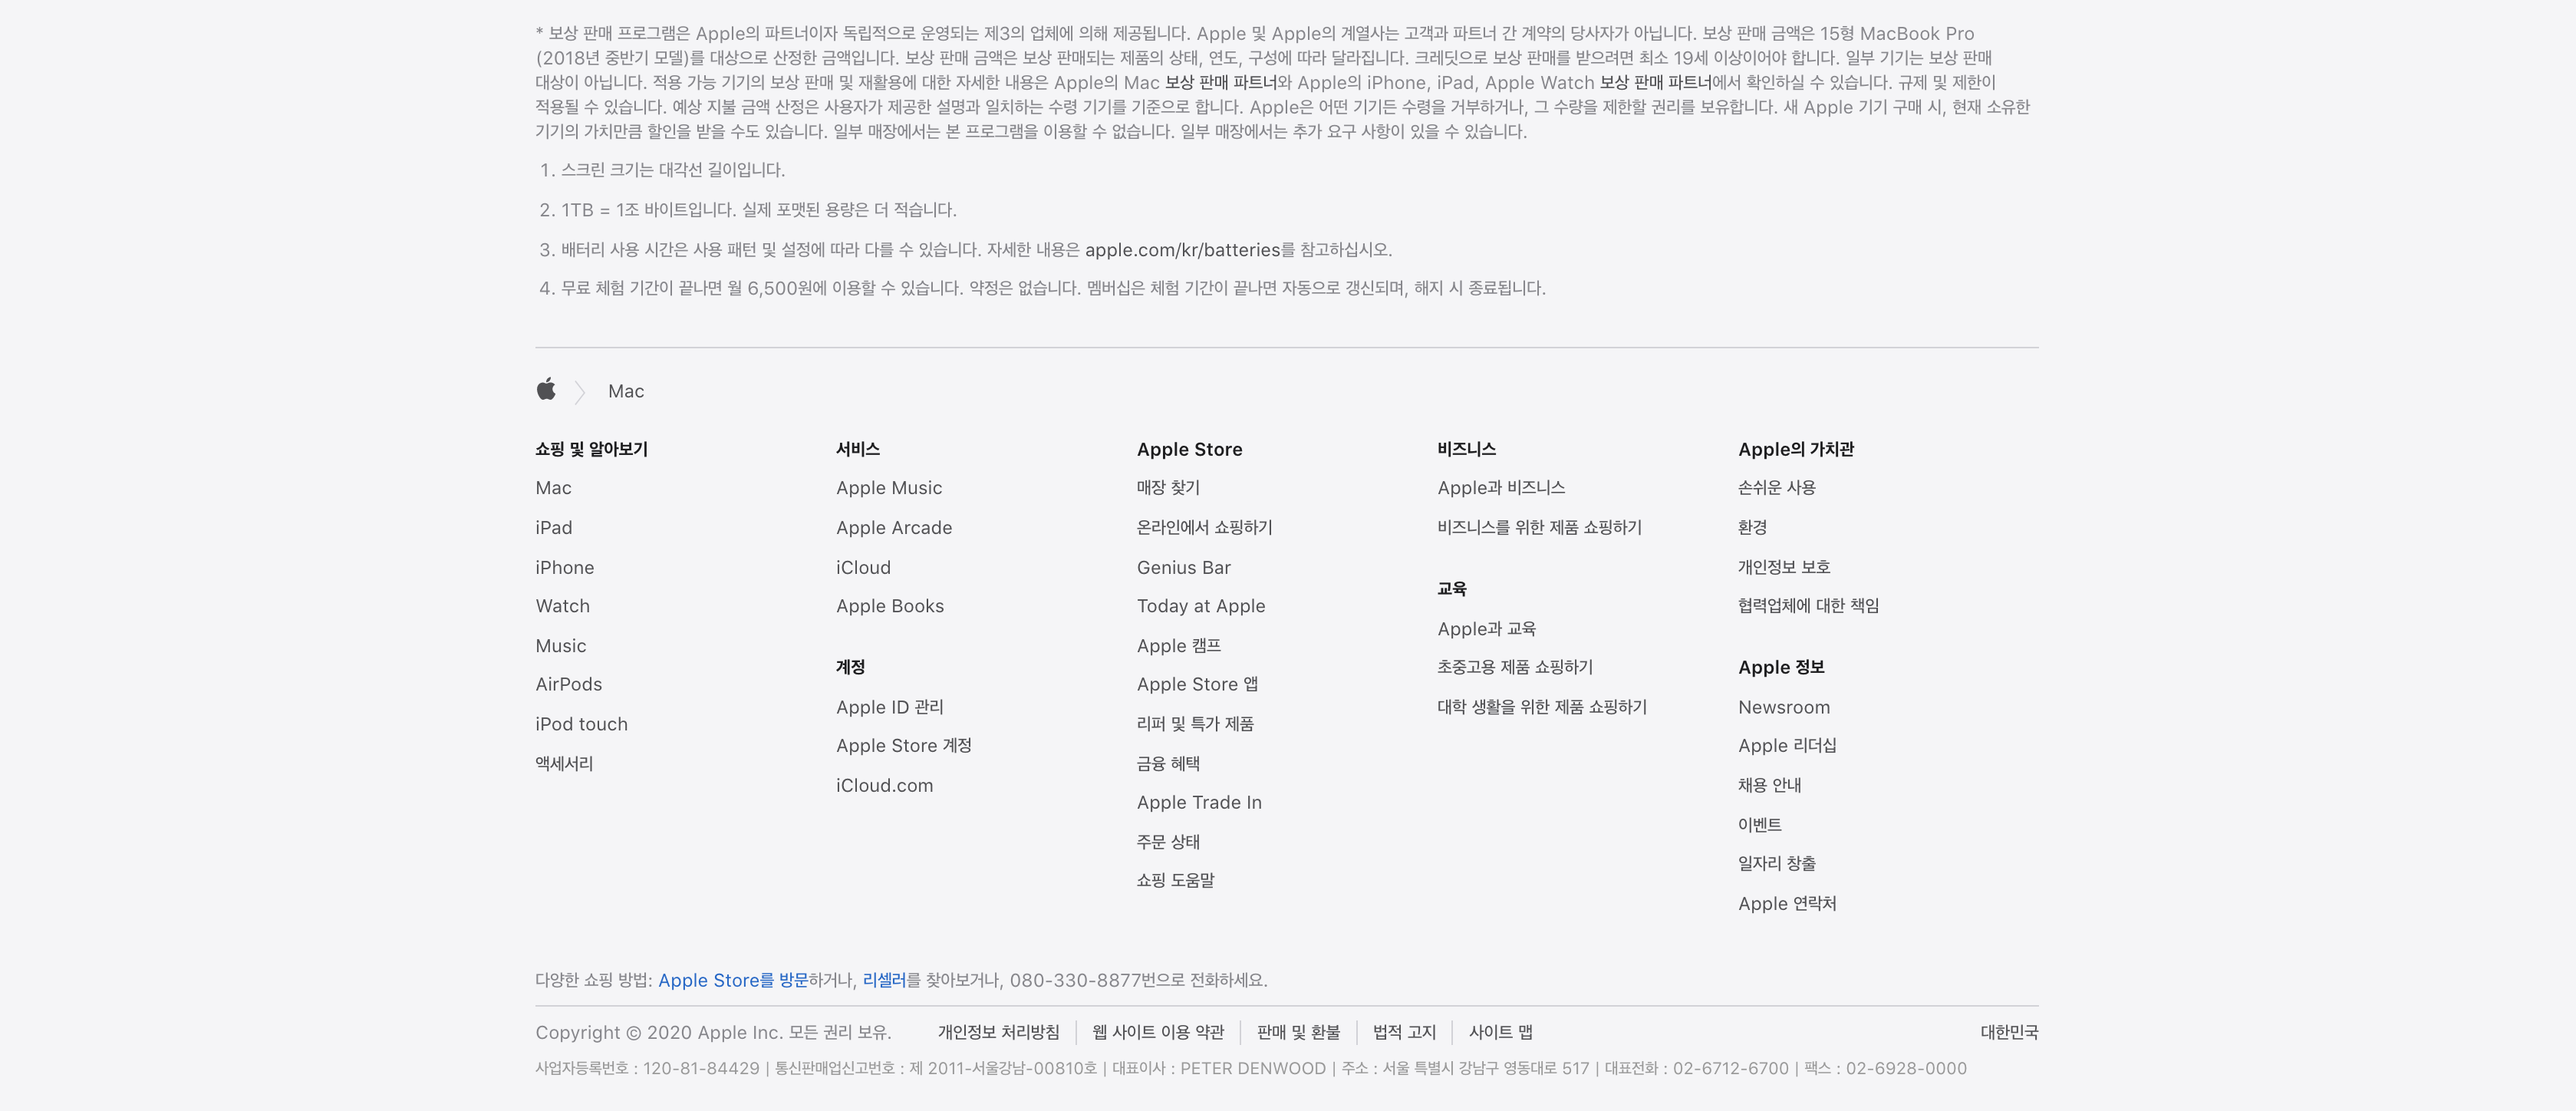 * 보상 판매 프로그램은 Apple의 파트너이자 독립적으로 운영되는 제3의 업체에 의해 제공됩니다. Apple 및 Apple의 계열사는 고객과 파트너 간 계약의 당사자가 아닙니다. 보상 판매 금액은 15형 MacBook Pro
(2018년 중반기 모델)를 대상으로 산정한 금액입니다. 보상 판매 금액은 보상 판매되는 제품의 상태, 연도, 구성에 따라 달라집니다. 크레딧으로 보상 판매를 받으려면 최소 19세 이상이어야 합니다. 일부 기기는 보상 판매
대상이 아닙니다. 적용 가능 기기의 보상 판매 및 재활용에 대한 자세한 내용은 Apple의 Mac 보상 판매 파트너와 Apple의 iPhone, iPad, Apple Watch 보상 판매 파트너에서 확인하실 수 있습니다. 규제 및 제한이
적용될 수 있습니다. 예상 지불 금액 산정은 사용자가 제공한 설명과 일치하는 수령 기기를 기준으로 합니다. Apple은 어떤 기기든 수령을 거부하거나, 그 수량을 제한할 권리를 보유합니다. 새 Apple 기기 구매 시, 현재 소유한
기기의 가치만큼 할인을 받을 수도 있습니다. 일부 매장에서는 본 프로그램을 이용할 수 없습니다. 일부 매장에서는 추가 요구 사항이 있을 수 있습니다.
1. 스크린 크기는 대각선 길이입니다.
2. 1TB = 1조 바이트입니다. 실제 포맷된 용량은 더 적습니다.
3. 배터리 사용 시간은 사용 패턴 및 설정에 따라 다를 수 있습니다. 자세한 내용은 apple.com/kr/batteries를 참고하십시오.
4. 무료 체험 기간이 끝나면 월 6,500원에 이용할 수 있습니다. 약정은 없습니다. 멤버십은 체험 기간이 끝나면 자동으로 갱신되며, 해지 시 종료됩니다.
Mac
쇼핑 및 알아보기
Mac
iPad
iPhone
Watch
Music
AirPods
iPod touch
액세서리
서비스
Apple Music
Apple Arcade
iCloud
Apple Books
계정
Apple ID 관리
Apple Store 계정
iCloud.com
Apple Store
매장 찾기
온라인에서 쇼핑하기
Genius Bar
Today at Apple
Apple 캠프
Apple Store 앱
리퍼 및 특가 제품
금융 혜택
Apple Trade In
주문 상태
쇼핑 도움말
비즈니스
Apple과 비즈니스
비즈니스를 위한 제품 쇼핑하기
교육
Apple과 교육
초중고용 제품 쇼핑하기
대학 생활을 위한 제품 쇼핑하기
Apple의 가치관
손쉬운 사용
환경
개인정보 보호
협력업체에 대한 책임
Apple 정보
Newsroom
Apple 리더십
채용 안내
이벤트
일자리 창출
Apple 연락처
다양한 쇼핑 방법: Apple Store를 방문하거나, 리셀러를 찾아보거나, 080-330-8877번으로 전화하세요.
Copyright © 2020 Apple Inc. 모든 권리 보유. 개인정보 처리방침 | 웹 사이트 이용 약관 | 판매 및 환불 | 법적 고지 | 사이트 맵 대한민국
사업자등록번호 : 120-81-84429 | 통신판매업신고번호 : 제 2011-서울강남-00810호 | 대표이사 : PETER DENWOOD | 주소 : 서울 특별시 강남구 영동대로 517 | 대표전화 : 02-6712-6700 | 팩스 : 02-6928-0000